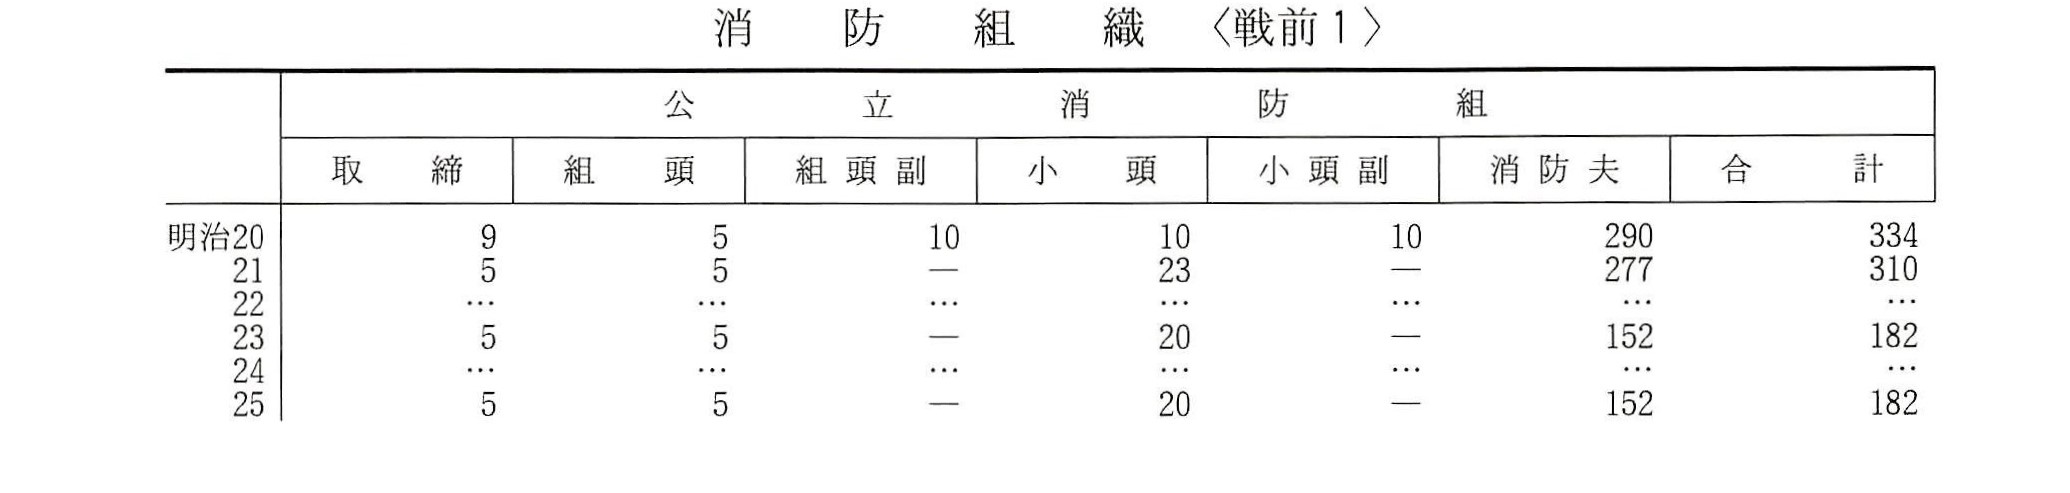 消防組織〈戦前1〉
公立消防組
取締 組頭 組頭副 小頭 小頭副 消防夫 合計
明治20 9 5 10 10 10 290 334
21 5 5 — 23 — 277 310
22 … … … … … … …
23 5 5 — 20 — 152 182
24 … … … … … … …
25 5 5 — 20 — 152 182